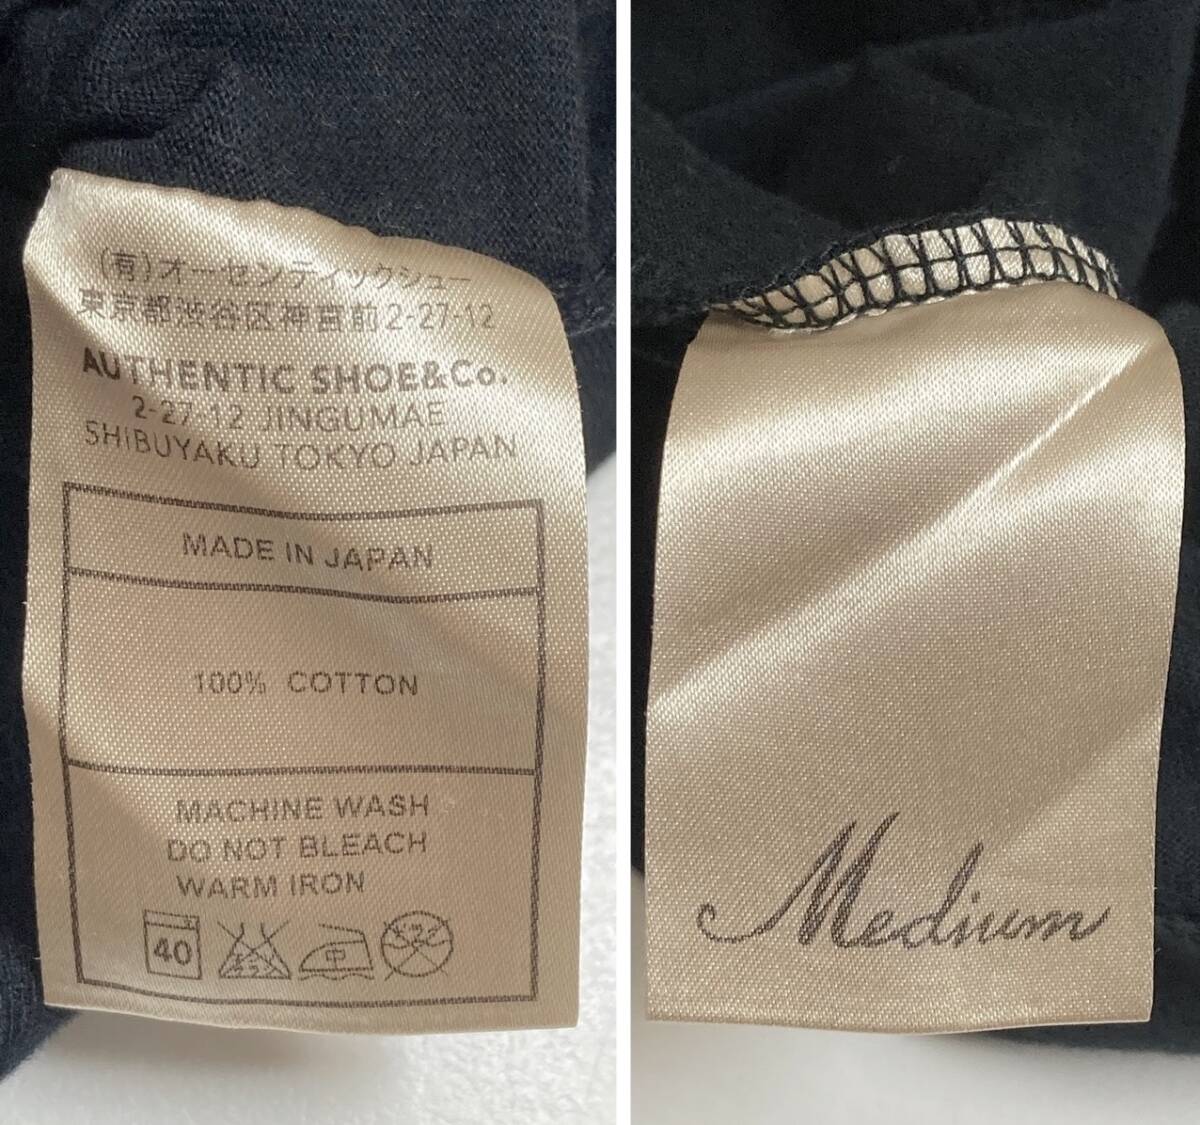 (有)オーセンティックシュー
東京都渋谷区神宮前2-27-12
AUTHENTIC SHOE&Co.
2-27-12 JINGUMAE
SHIBUYAKU TOKYO JAPAN
MADE IN JAPAN
100% COTTON
MACHINE WASH
DO NOT BLEACH
WARM IRON
40
Medium